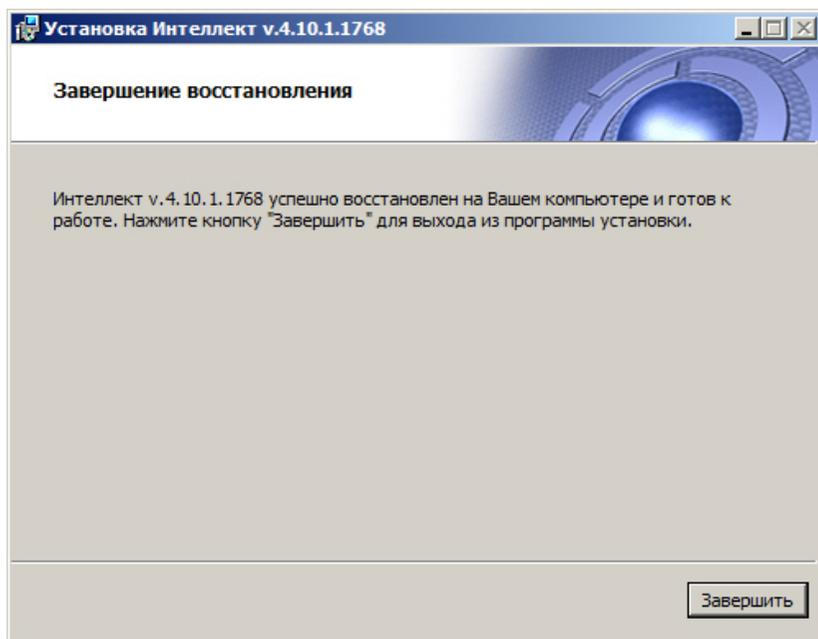 Установка Интеллект v.4.10.1.1768
Завершение восстановления
Интеллект v.4.10.1.1768 успешно восстановлен на Вашем компьютере и готов к
работе. Нажмите кнопку "Завершить" для выхода из программы установки.
Завершить